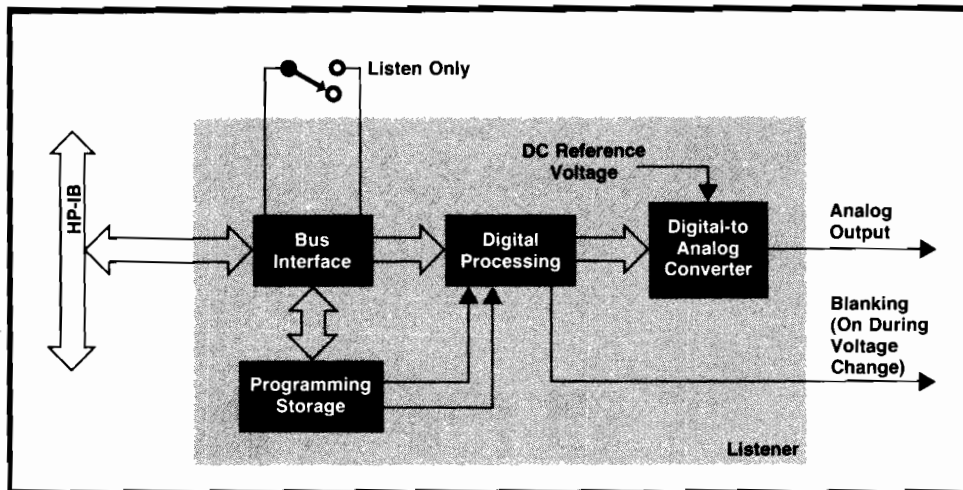 Listen Only
DC Reference
Voltage
HP-IB
Bus
Interface
Digital
Processing
Digital-to
Analog
Converter
Analog
Output
Blanking
(On During
Voltage
Change)
Programming
Storage
Listener